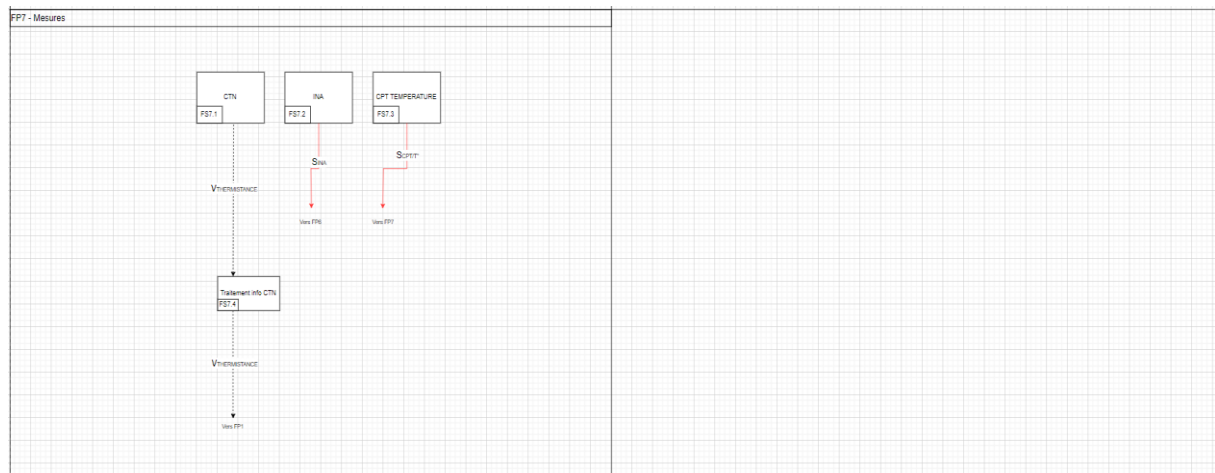 FP7 - Mesures
CTN
FS7.1
INA
FS7.2
CPT TEMPERATURE
FS7.3
SINA
SCPT/T°
VTHERMISTANCE
Vers FP6
Vers FP7
Traitement info CTN
FS7.4
VTHERMISTANCE
Vers FP1